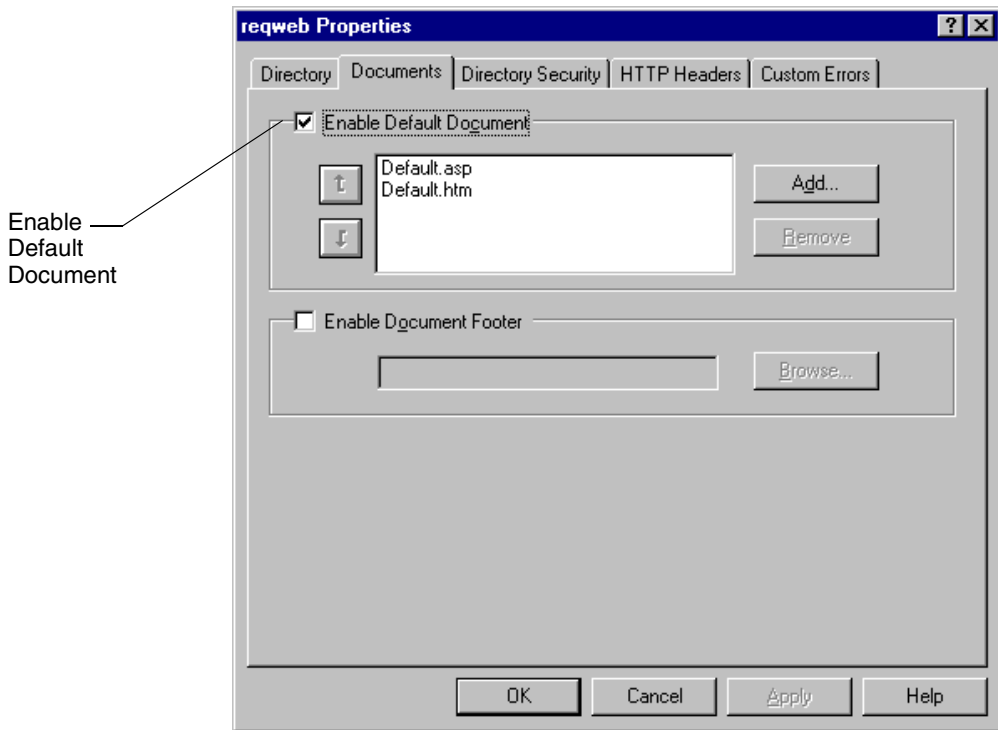 reqweb Properties
Directory Documents Directory Security HTTP Headers Custom Errors
Enable Default Document
Default.asp
Default.htm
Add...
Remove
Enable
Default
Document
Enable Document Footer
Browse...
OK Cancel Apply Help